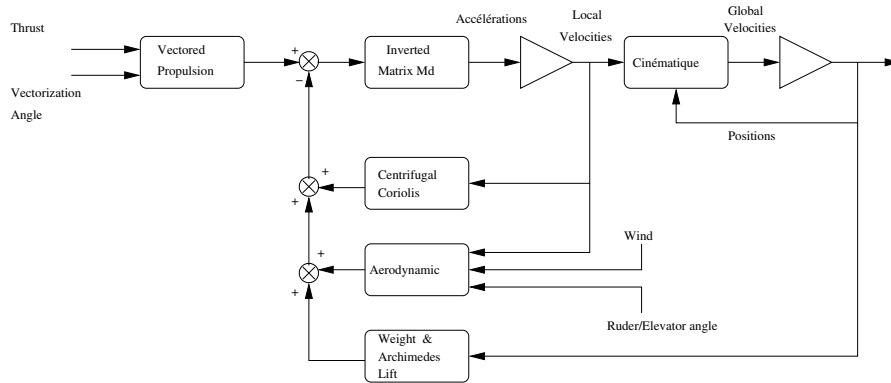 Thrust
Vectorization
Angle
Vectored
Propulsion
+
−
Inverted
Matrix Md
Accélérations
Local
Velocities
Cinématique
Global
Velocities
Positions
+
+
Centrifugal
Coriolis
+
+
Aerodynamic
Wind
Ruder/Elevator angle
Weight &
Archimedes
Lift